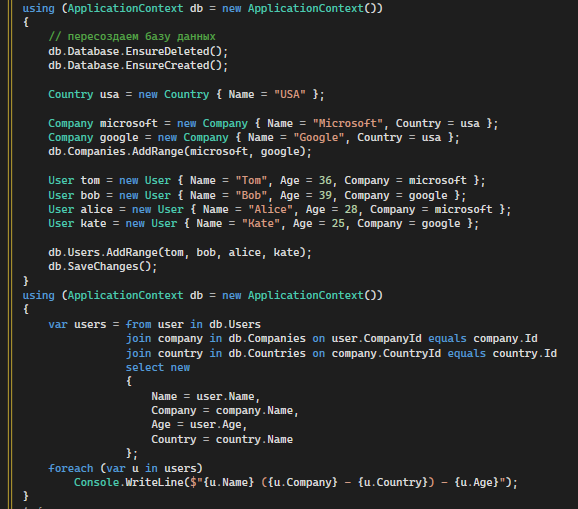 using (ApplicationContext db = new ApplicationContext())
{
// пересоздаем базу данных
db.Database.EnsureDeleted();
db.Database.EnsureCreated();
Country usa = new Country { Name = "USA" };
Company microsoft = new Company { Name = "Microsoft", Country = usa };
Company google = new Company { Name = "Google", Country = usa };
db.Companies.AddRange(microsoft, google);
User tom = new User { Name = "Tom", Age = 36, Company = microsoft };
User bob = new User { Name = "Bob", Age = 39, Company = google };
User alice = new User { Name = "Alice", Age = 28, Company = microsoft };
User kate = new User { Name = "Kate", Age = 25, Company = google };
db.Users.AddRange(tom, bob, alice, kate);
db.SaveChanges();
}
using (ApplicationContext db = new ApplicationContext())
{
var users = from user in db.Users
join company in db.Companies on user.CompanyId equals company.Id
join country in db.Countries on company.CountryId equals country.Id
select new
{
Name = user.Name,
Company = company.Name,
Age = user.Age,
Country = country.Name
};
foreach (var u in users)
Console.WriteLine($"{u.Name} ({u.Company} - {u.Country}) - {u.Age}");
}